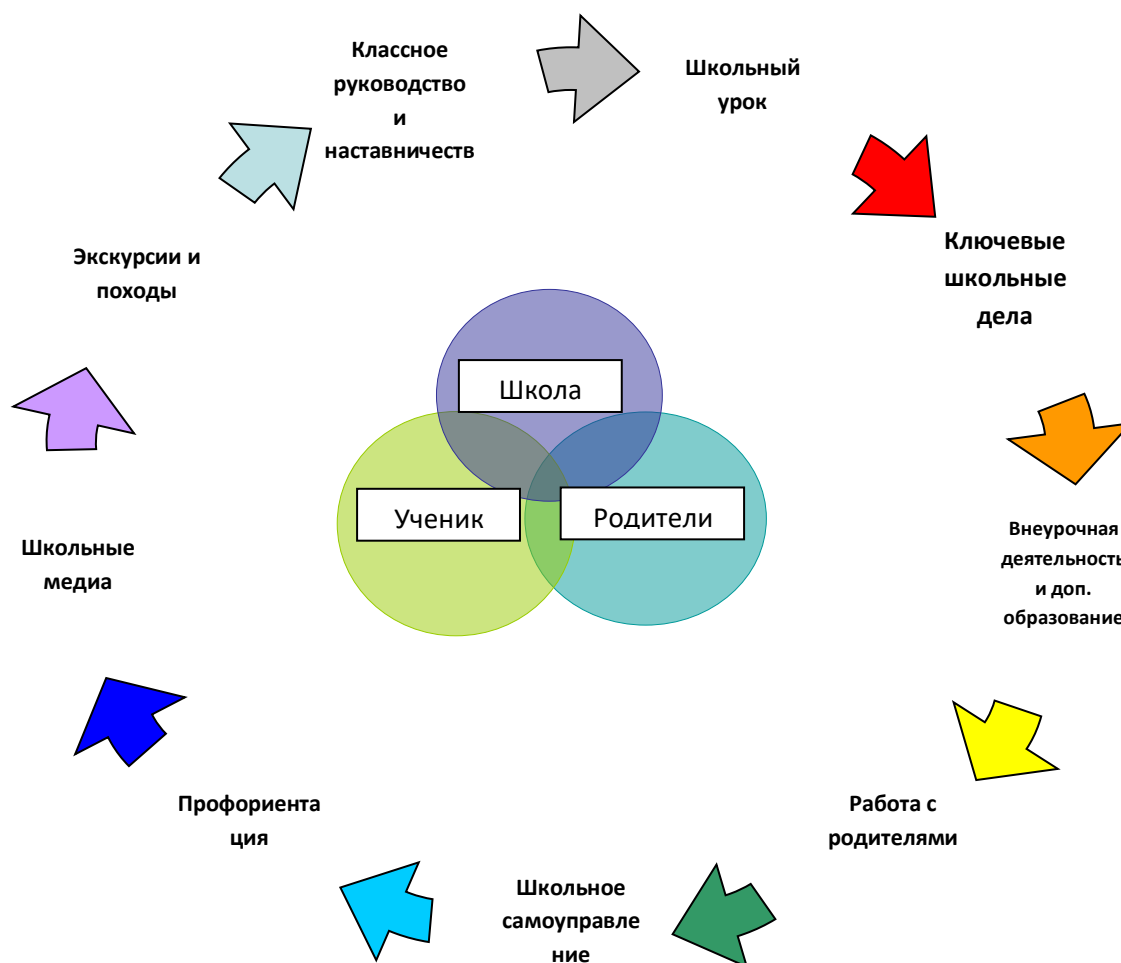 Классное
руководство
и
наставничеств
Школьный
урок
Ключевые
школьные
дела
Внеурочная
деятельность
и доп.
образование
Работа с
родителями
Школьное
самоуправле
ние
Профориента
ция
Школьные
медиа
Экскурсии и
походы
Школа
Ученик
Родители